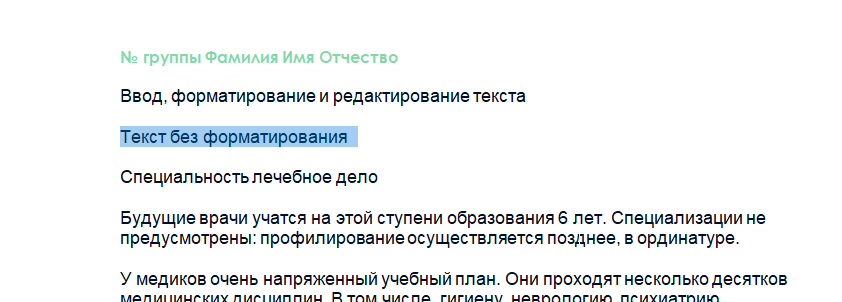 № группы Фамилия Имя Отчество
Ввод, форматирование и редактирование текста
Текст без форматирования
Специальность лечебное дело
Будущие врачи учатся на этой ступени образования 6 лет. Специализации не
предусмотрены: профилирование осуществляется позднее, в ординатуре.
У медиков очень напряженный учебный план. Они проходят несколько десятков
медицинских дисциплин. В том числе, гигиену, неврологию, психиатрию